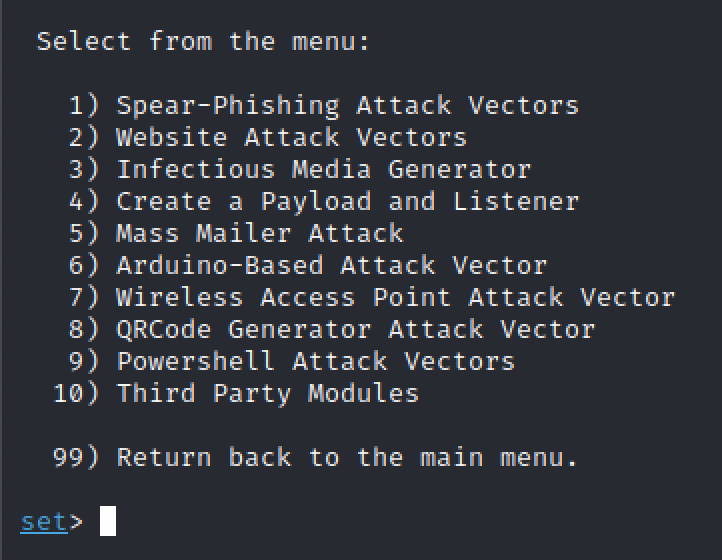 Select from the menu:
1) Spear-Phishing Attack Vectors
2) Website Attack Vectors
3) Infectious Media Generator
4) Create a Payload and Listener
5) Mass Mailer Attack
6) Arduino-Based Attack Vector
7) Wireless Access Point Attack Vector
8) QRCode Generator Attack Vector
9) Powershell Attack Vectors
10) Third Party Modules
99) Return back to the main menu.
set>